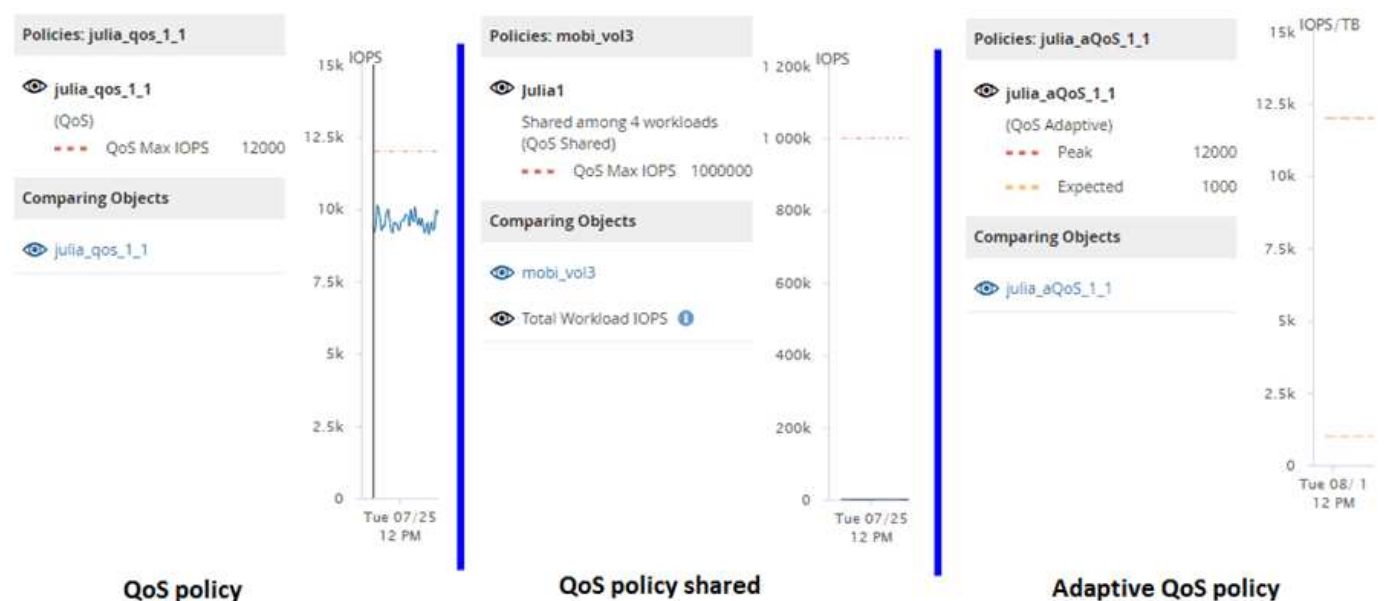 Policies: julia_qos_1_1
julia_qos_1_1
(QoS)
QoS Max IOPS 12000
Comparing Objects
julia_qos_1_1
IOPS
15k
12.5k
10k
7.5k
5k
2.5k
0
Tue 07/25
12 PM
QoS policy
Policies: mobi_vol3
Julia1
Shared among 4 workloads
(QoS Shared)
QoS Max IOPS 1000000
Comparing Objects
mobi_vol3
Total Workload IOPS
IOPS
1 200k
1 000k
800k
600k
400k
200k
0
Tue 07/25
12 PM
QoS policy shared
Policies: julia_aQoS_1_1
julia_aQoS_1_1
(QoS Adaptive)
Peak 12000
Expected 1000
Comparing Objects
julia_aQoS_1_1
IOPS/TB
15k
12.5k
10k
7.5k
5k
2.5k
0
Tue 08/ 1
12 PM
Adaptive QoS policy